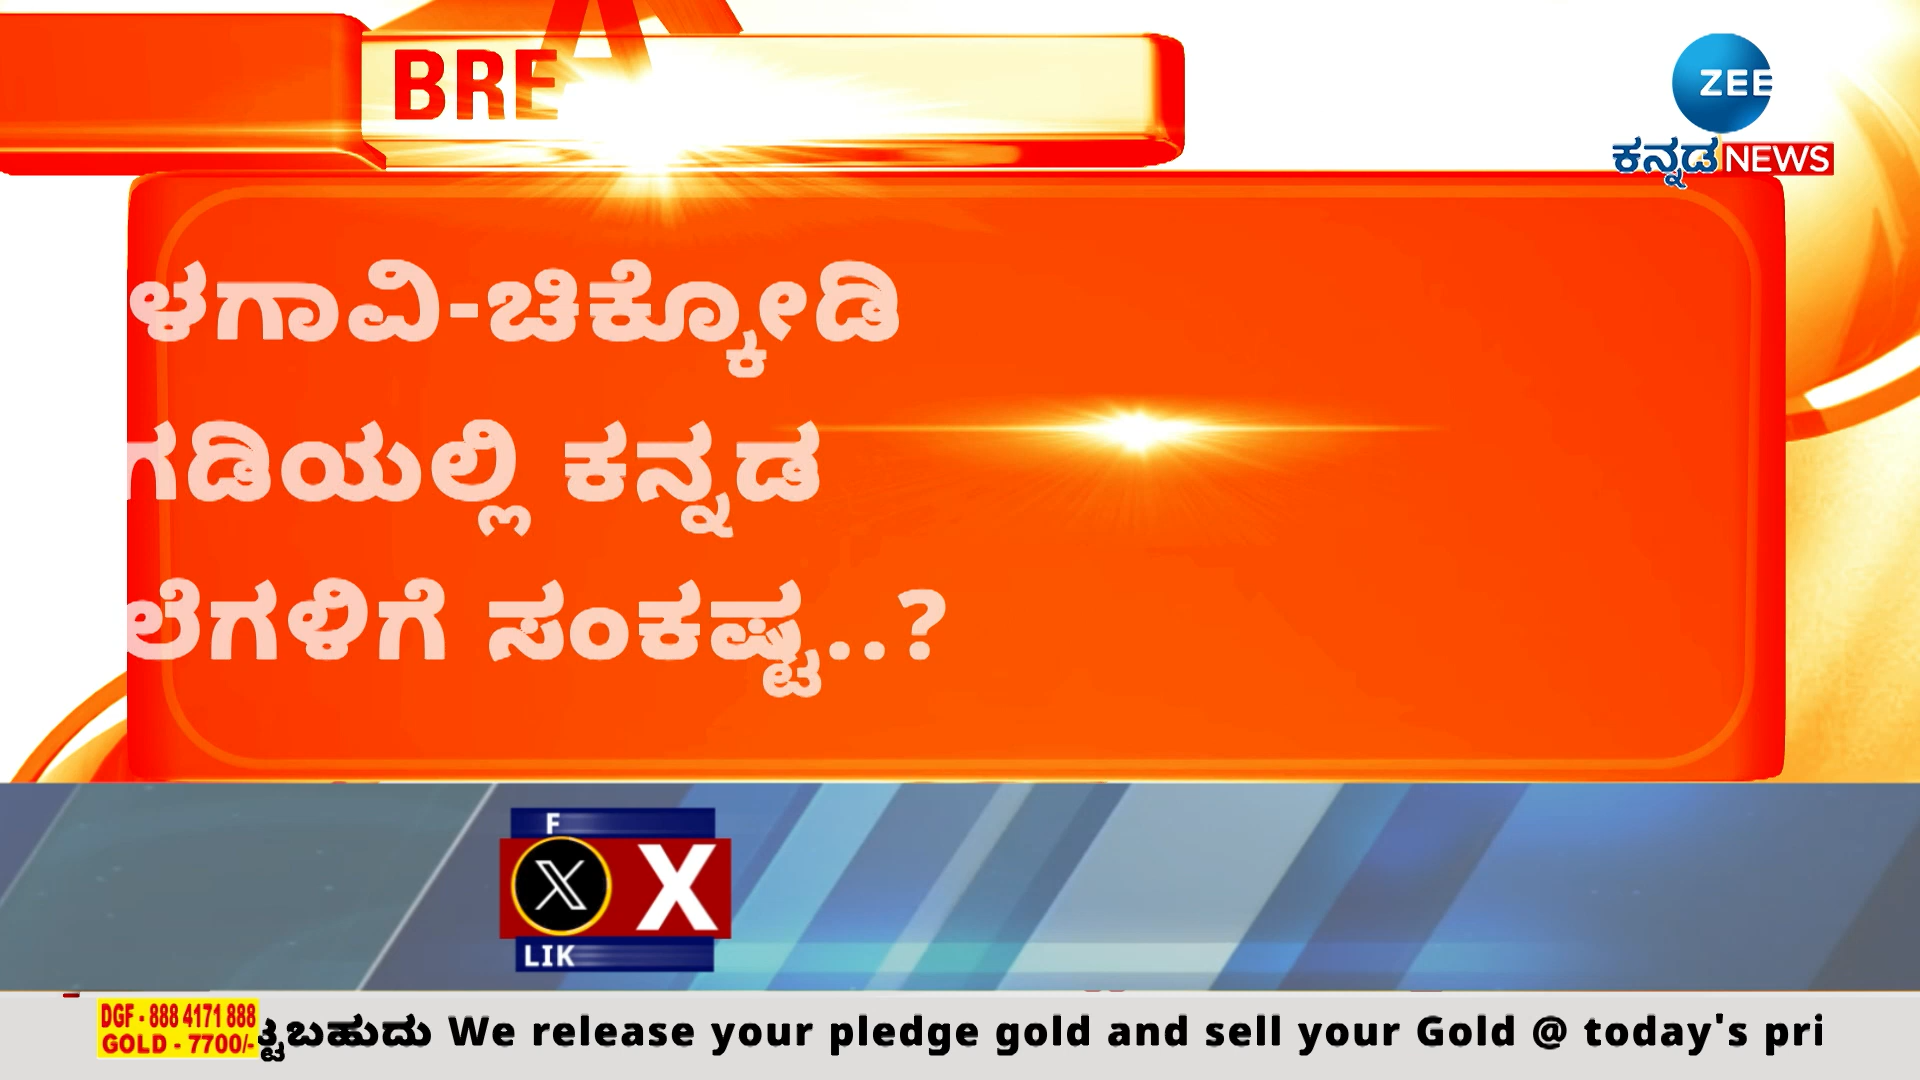 BRE
ZEE
ಕನ್ನಡ NEWS
ಳಗಾವಿ-ಚಿಕ್ಕೋಡಿ
ಗಡಿಯಲ್ಲಿ ಕನ್ನಡ
ಲೆಗಳಿಗೆ ಸಂಕಷ್ಟ..?
F
X X
LIK
DGF - 888 4171 888
GOLD - 7700/-
ಟ್ಟಬಹುದು We release your pledge gold and sell your Gold @ today's pri